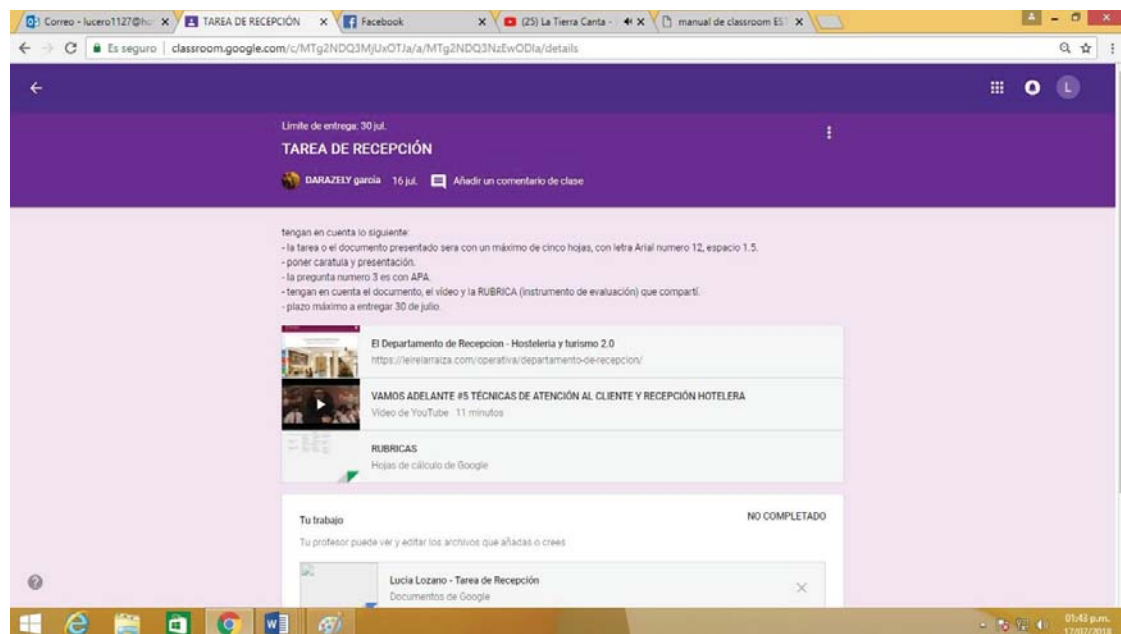 Correo - lucero1127@ho
TAREA DE RECEPCIÓN
Facebook
(25) La Tierra Canta -
manual de classroom EST
Es seguro
classroom.google.com/c/MTg2NDQ3MjUxOTJa/a/MTg2NDQ3NzEwODla/details
L
Límite de entrega: 30 jul.
TAREA DE RECEPCIÓN
DARAZELY garcia 16 jul. Añadir un comentario de clase
tengan en cuenta lo siguiente:
- la tarea o el documento presentado sera con un máximo de cinco hojas, con letra Arial numero 12, espacio 1.5.
- poner caratula y presentación.
- la pregunta numero 3 es con APA.
- tengan en cuenta el documento, el vídeo y la RUBRICA (instrumento de evaluación) que compartí.
- plazo máximo a entregar 30 de julio.
El Departamento de Recepcion - Hosteleria y turismo 2.0
https://leirelarraiza.com/operativa/departamento-de-recepcion/
VAMOS ADELANTE #5 TÉCNICAS DE ATENCIÓN AL CLIENTE Y RECEPCIÓN HOTELERA
Vídeo de YouTube 11 minutos
RUBRICAS
Hojas de cálculo de Google
Tu trabajo
NO COMPLETADO
Tu profesor puede ver y editar los archivos que añadas o crees
Lucia Lozano - Tarea de Recepción
Documentos de Google
01:43 p.m.
17/07/2018